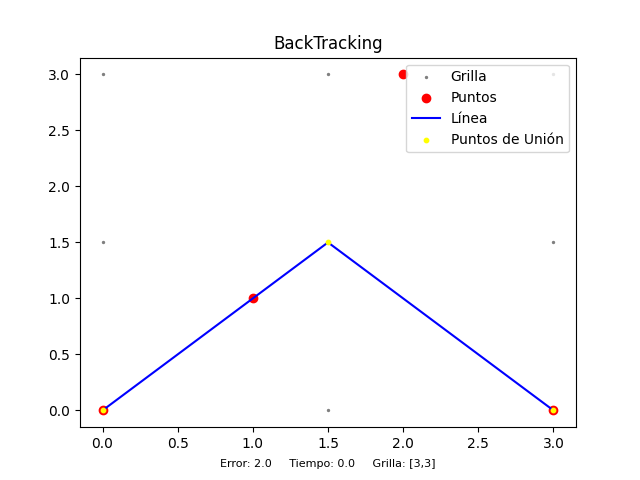 BackTracking
Grilla
Puntos
Línea
Puntos de Unión
3.0
2.5
2.0
1.5
1.0
0.5
0.0
0.0 0.5 1.0 1.5 2.0 2.5 3.0
Error: 2.0 Tiempo: 0.0 Grilla: [3,3]